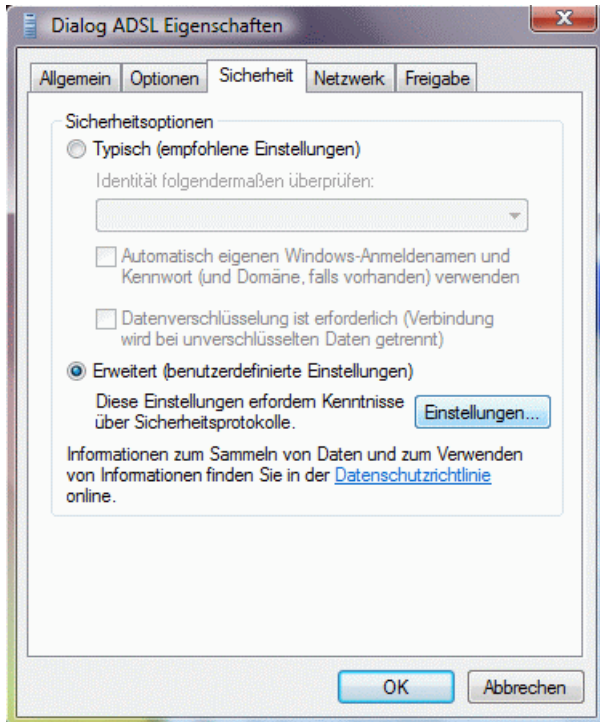 Dialog ADSL Eigenschaften
Allgemein Optionen Sicherheit Netzwerk Freigabe
Sicherheitsoptionen
Typisch (empfohlene Einstellungen)
Identität folgendermaßen überprüfen:
Automatisch eigenen Windows-Anmeldenamen und
Kennwort (und Domäne, falls vorhanden) verwenden
Datenverschlüsselung ist erforderlich (Verbindung
wird bei unverschlüsselten Daten getrennt)
Erweitert (benutzerdefinierte Einstellungen)
Diese Einstellungen erfordern Kenntnisse
über Sicherheitsprotokolle.
Einstellungen...
Informationen zum Sammeln von Daten und zum Verwenden
von Informationen finden Sie in der Datenschutzrichtlinie
online.
OK Abbrechen